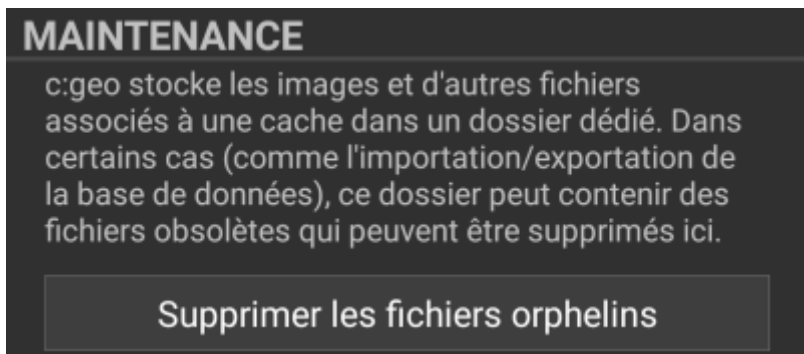 MAINTENANCE
c:geo stocke les images et d'autres fichiers
associés à une cache dans un dossier dédié. Dans
certains cas (comme l'importation/exportation de
la base de données), ce dossier peut contenir des
fichiers obsolètes qui peuvent être supprimés ici.
Supprimer les fichiers orphelins